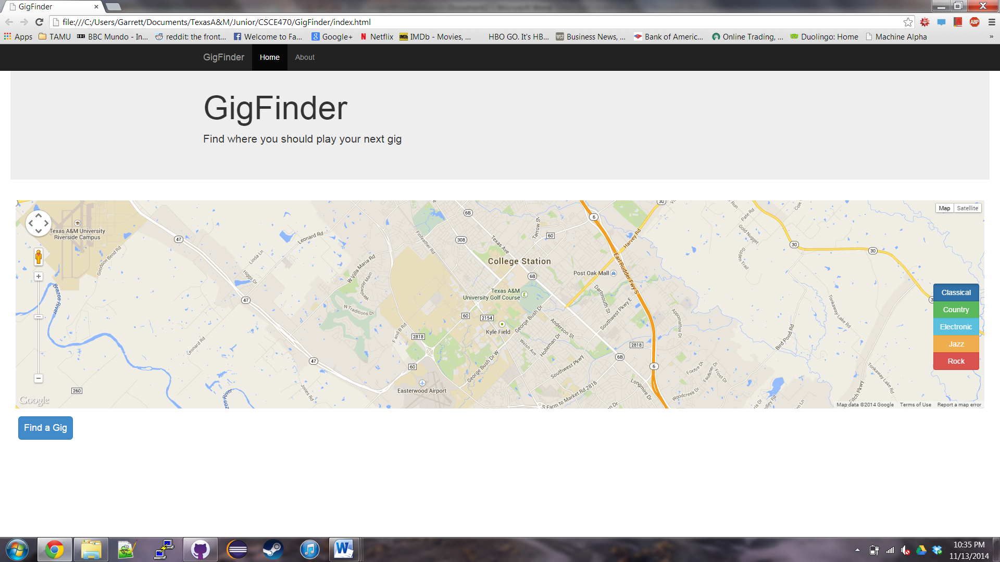 GigFinder
file:///C:/Users/Garrett/Documents/TexasA&M/Junior/CSCE470/GigFinder/index.html
Apps TAMU BBC Mundo - In... reddit: the front... Welcome to Fa... Google+ Netflix IMDb - Movies, ... HBO GO. It's HB... Business News, ... Bank of Americ... Online Trading, ... Duolingo: Home Machine Alpha »
GigFinder Home About
GigFinder
Find where you should play your next gig
Map Satellite
Texas A&M University
Riverside Campus
Goodson Bend Rd
Brazos River
Leonard Rd
Linda Ln
Higgs Dr
W Villa Maria Rd
Westwood Main
N Traditions Dr
F and B Rd
Finfeather Rd
Texas Ave
Tarrow S
College Station
Post Oak Mall
Harvey Rd
Earl Rudder Fwy S
Texas A&M
University Golf Course
Kyle Field
George Bush Dr
Anderson St
Holleman Dr
Welsh Ave
Dartmouth St
Southwest Pkwy E
Appomattox Dr
Southwest Pkwy
George Bush Dr W
Longmire Dr
S Farm to Market Rd 2818
Easterwood Airport
Leonard Rd
Jones Rd
Brazos River
Foxfire Dr
Faulkner Dr
Frost Dr
Woodcreek Dr
Bird Pond Rd
Tonkaway Lake Rd
Tonkaway Lake Rd
Fitch Pkwy
Pate Rd
Gold Nugget
Golden Trail
6B
308
60
6
30
30
30
47
6B
47
60
2154
2818
2818
6B
47
60
6
260
Classical
Country
Electronic
Jazz
Rock
Google
Map data ©2014 Google Terms of Use Report a map error
Find a Gig
10:35 PM
11/13/2014